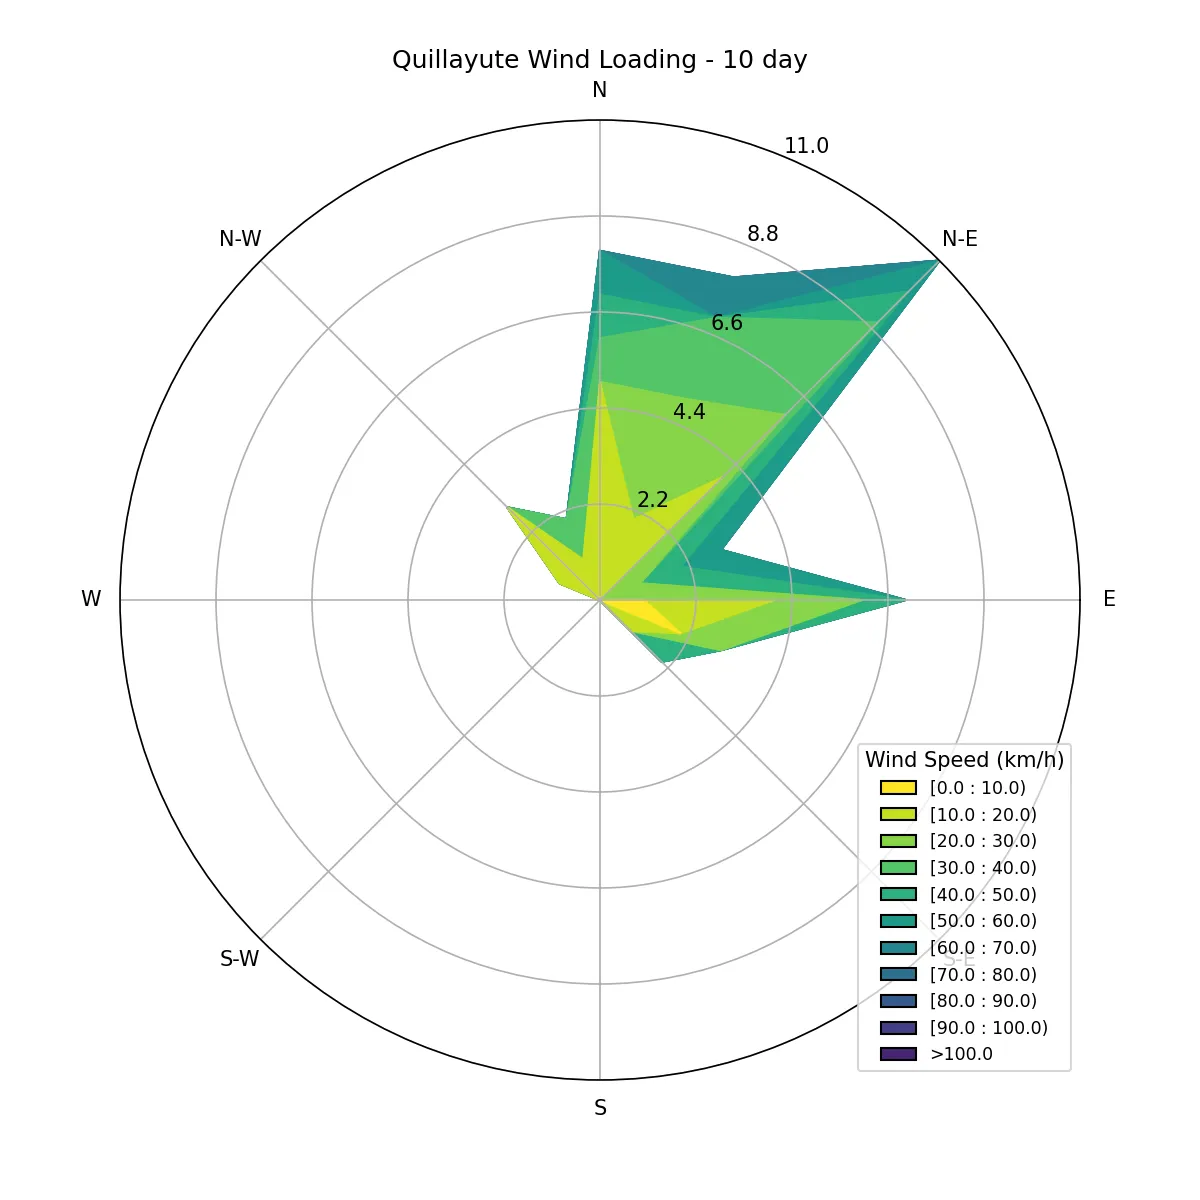 Quillayute Wind Loading - 10 day
N
11.0
8.8
N-W
N-E
6.6
4.4
2.2
W
E
Wind Speed (km/h)
[0.0 : 10.0)
[10.0 : 20.0)
[20.0 : 30.0)
[30.0 : 40.0)
[40.0 : 50.0)
[50.0 : 60.0)
[60.0 : 70.0)
S-W
S-E
[70.0 : 80.0)
[80.0 : 90.0)
[90.0 : 100.0)
>100.0
S